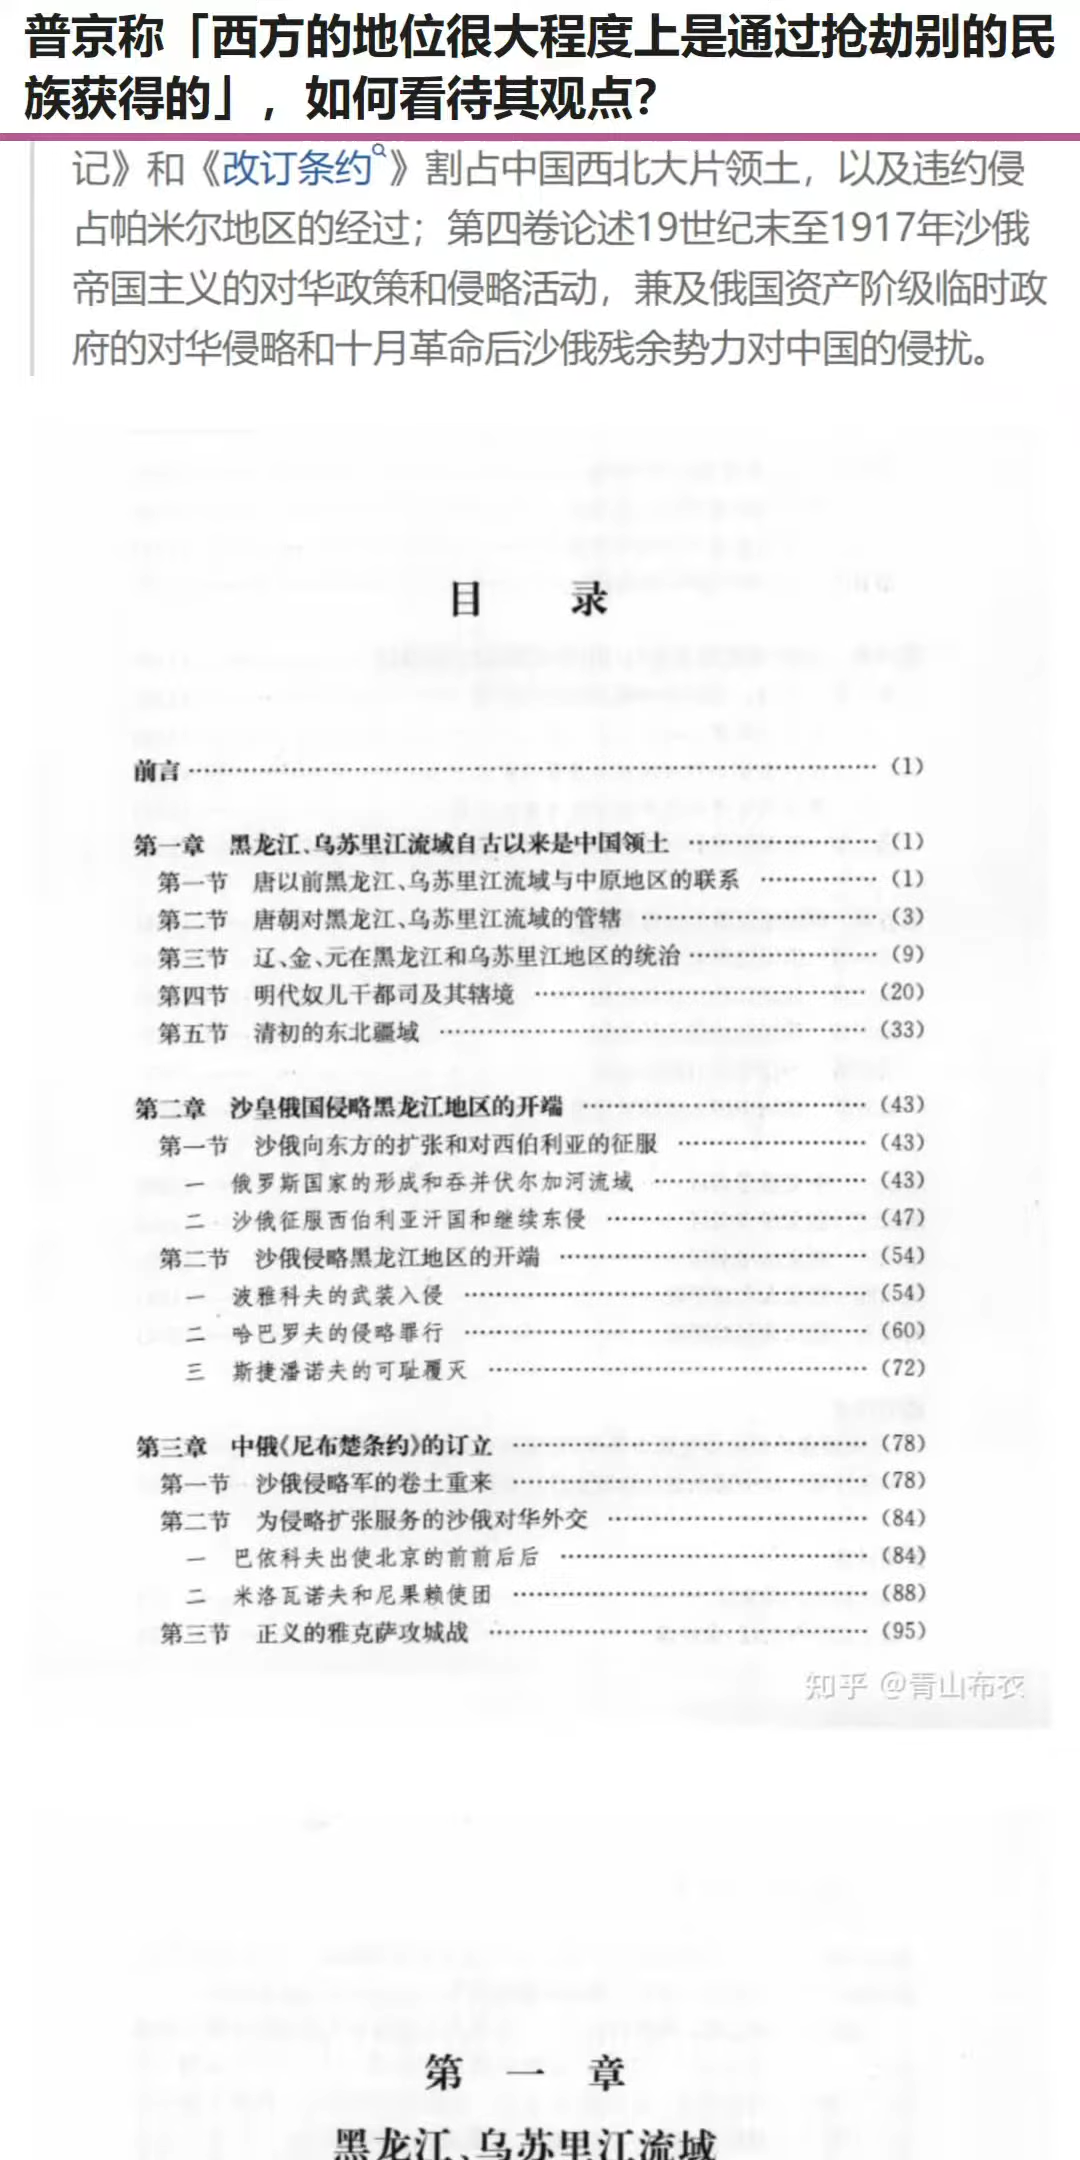 普京称「西方的地位很大程度上是通过抢劫别的民
族获得的」，如何看待其观点？
记》和《改订条约》割占中国西北大片领土，以及违约侵
占帕米尔地区的经过；第四卷论述19世纪末至1917年沙俄
帝国主义的对华政策和侵略活动，兼及俄国资产阶级临时政
府的对华侵略和十月革命后沙俄残余势力对中国的侵扰。
目 录
前言……………………(1)
第一章 黑龙江、乌苏里江流域自古以来是中国领土……………………(1)
第一节 唐以前黑龙江、乌苏里江流域与中原地区的联系……………………(1)
第二节 唐朝对黑龙江、乌苏里江流域的管辖……………………(3)
第三节 辽、金、元在黑龙江和乌苏里江地区的统治……………………(9)
第四节 明代奴儿干都司及其辖境……………………(20)
第五节 清初的东北疆域……………………(33)
第二章 沙皇俄国侵略黑龙江地区的开端……………………(43)
第一节 沙俄向东方的扩张和对西伯利亚的征服……………………(43)
一 俄罗斯国家的形成和吞并伏尔加河流域……………………(43)
二 沙俄征服西伯利亚汗国和继续东侵……………………(47)
第二节 沙俄侵略黑龙江地区的开端……………………(54)
一 波雅科夫的武装入侵……………………(54)
二 哈巴罗夫的侵略罪行……………………(60)
三 斯捷潘诺夫的可耻覆灭……………………(72)
第三章 中俄《尼布楚条约》的订立……………………(78)
第一节 沙俄侵略军的卷土重来……………………(78)
第二节 为侵略扩张服务的沙俄对华外交……………………(84)
一 巴依科夫出使北京的前前后后……………………(84)
二 米洛瓦诺夫和尼果赖使团……………………(88)
第三节 正义的雅克萨攻城战……………………(95)
知乎 @青山布衣
第 一 章
黑龙江、乌苏里江流域